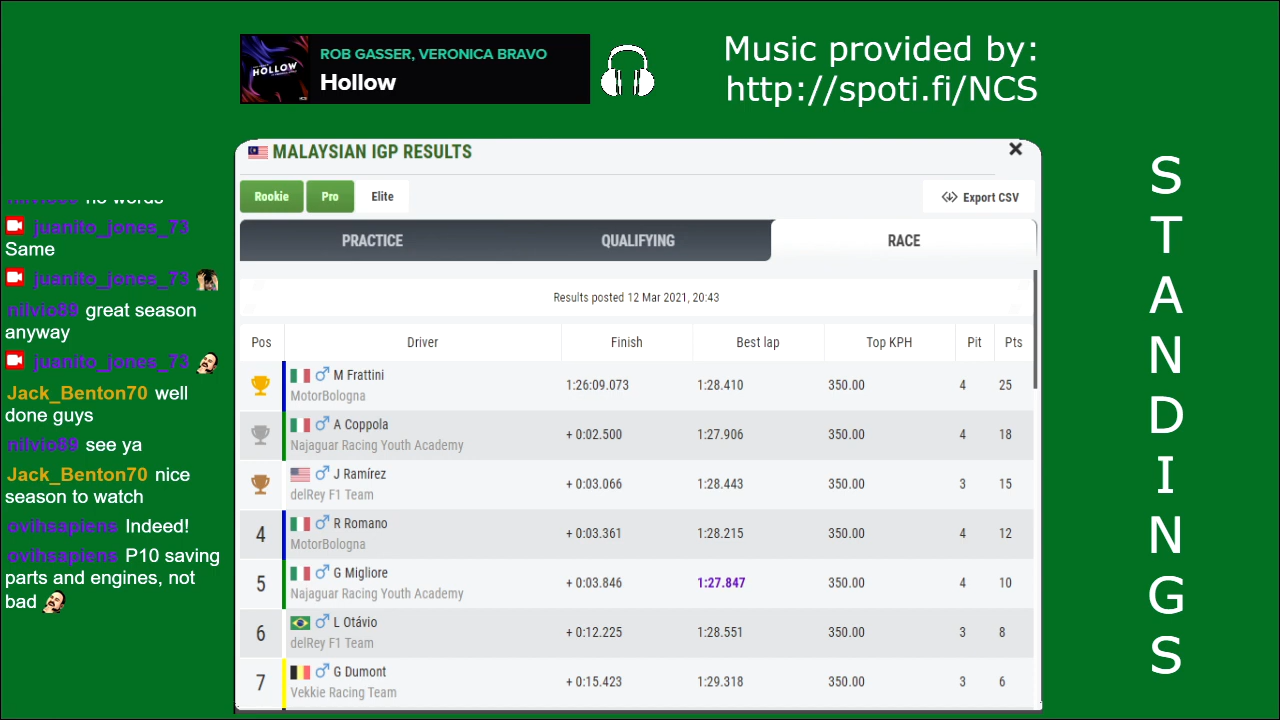 ROB GASSER, VERONICA BRAVO
Hollow
HOLLOW
NCS
Music provided by:
http://spoti.fi/NCS
MALAYSIAN IGP RESULTS
Rookie Pro Elite Export CSV
PRACTICE QUALIFYING RACE
Results posted 12 Mar 2021, 20:43
Pos Driver Finish Best lap Top KPH Pit Pts
M Frattini 1:26:09.073 1:28.410 350.00 4 25
MotorBologna
A Coppola + 0:02.500 1:27.906 350.00 4 18
Najaguar Racing Youth Academy
J Ramírez + 0:03.066 1:28.443 350.00 3 15
delRey F1 Team
4 R Romano + 0:03.361 1:28.215 350.00 4 12
MotorBologna
5 G Migliore + 0:03.846 1:27.847 350.00 4 10
Najaguar Racing Youth Academy
6 L Otávio + 0:12.225 1:28.551 350.00 3 8
delRey F1 Team
7 G Dumont + 0:15.423 1:29.318 350.00 3 6
Vekkie Racing Team
nilvio89 no words
juanito_jones_73
Same
juanito_jones_73
nilvio89 great season
anyway
juanito_jones_73
Jack_Benton70 well
done guys
nilvio89 see ya
Jack_Benton70 nice
season to watch
ovihsapiens Indeed!
ovihsapiens P10 saving
parts and engines, not
bad
S
T
A
N
D
I
N
G
S